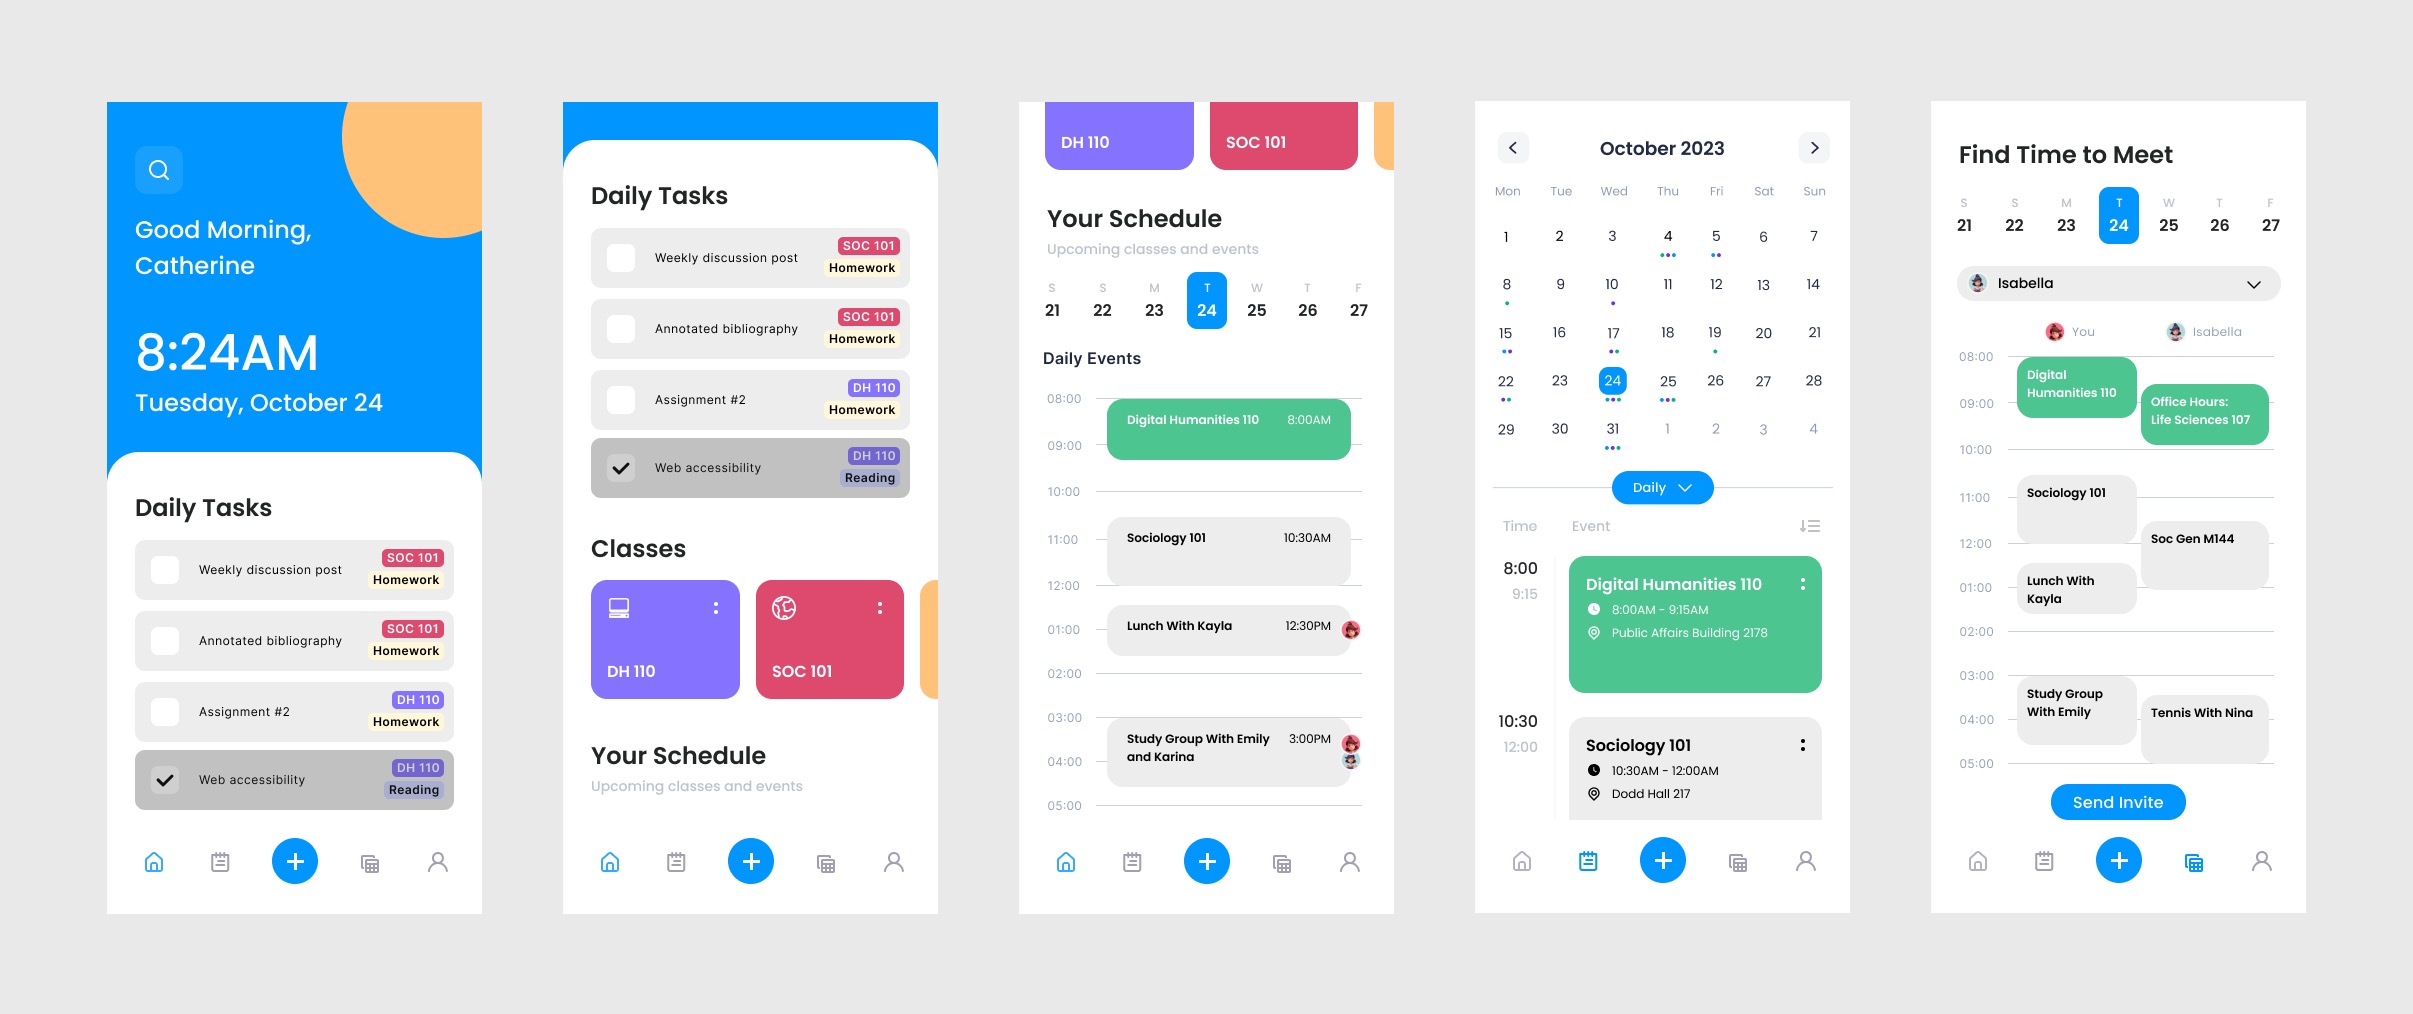 Good Morning,
Catherine
8:24AM
Tuesday, October 24
Daily Tasks
Weekly discussion post
SOC 101
Homework
Annotated bibliography
SOC 101
Homework
Assignment #2
DH 110
Homework
Web accessibility
DH 110
Reading
Daily Tasks
Weekly discussion post
SOC 101
Homework
Annotated bibliography
SOC 101
Homework
Assignment #2
DH 110
Homework
Web accessibility
DH 110
Reading
Classes
DH 110
SOC 101
Your Schedule
Upcoming classes and events
DH 110
SOC 101
Your Schedule
Upcoming classes and events
S S M T W T F
21 22 23 24 25 26 27
Daily Events
08:00
Digital Humanities 110 8:00AM
09:00
10:00
Sociology 101 10:30AM
11:00
12:00
Lunch With Kayla 12:30PM
01:00
02:00
03:00
Study Group With Emily 3:00PM
and Karina
04:00
05:00
October 2023
Mon Tue Wed Thu Fri Sat Sun
1 2 3 4 5 6 7
8 9 10 11 12 13 14
15 16 17 18 19 20 21
22 23 24 25 26 27 28
29 30 31 1 2 3 4
Daily
Time Event
8:00
9:15
Digital Humanities 110
8:00AM - 9:15AM
Public Affairs Building 2178
10:30
12:00
Sociology 101
10:30AM - 12:00AM
Dodd Hall 217
Find Time to Meet
S S M T W T F
21 22 23 24 25 26 27
Isabella
You Isabella
08:00
Digital
Humanities 110
09:00
Office Hours:
Life Sciences 107
10:00
Sociology 101
11:00
Soc Gen M144
12:00
Lunch With
Kayla
01:00
02:00
03:00
Study Group
With Emily
Tennis With Nina
04:00
05:00
Send Invite